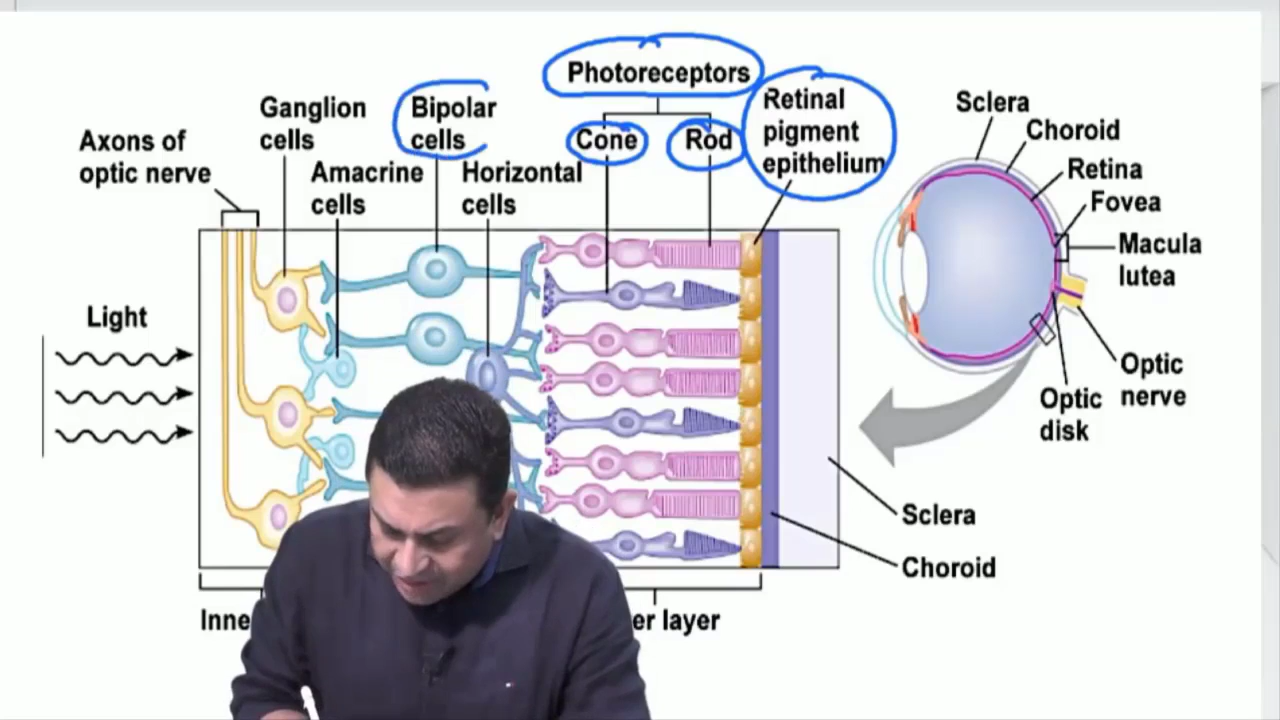 Photoreceptors
Ganglion
cells
Bipolar
cells
Cone
Rod
Retinal
pigment
epithelium
Axons of
optic nerve
Amacrine
cells
Horizontal
cells
Light
Sclera
Choroid
Retina
Fovea
Macula
lutea
Optic
nerve
Optic
disk
Sclera
Choroid
layer